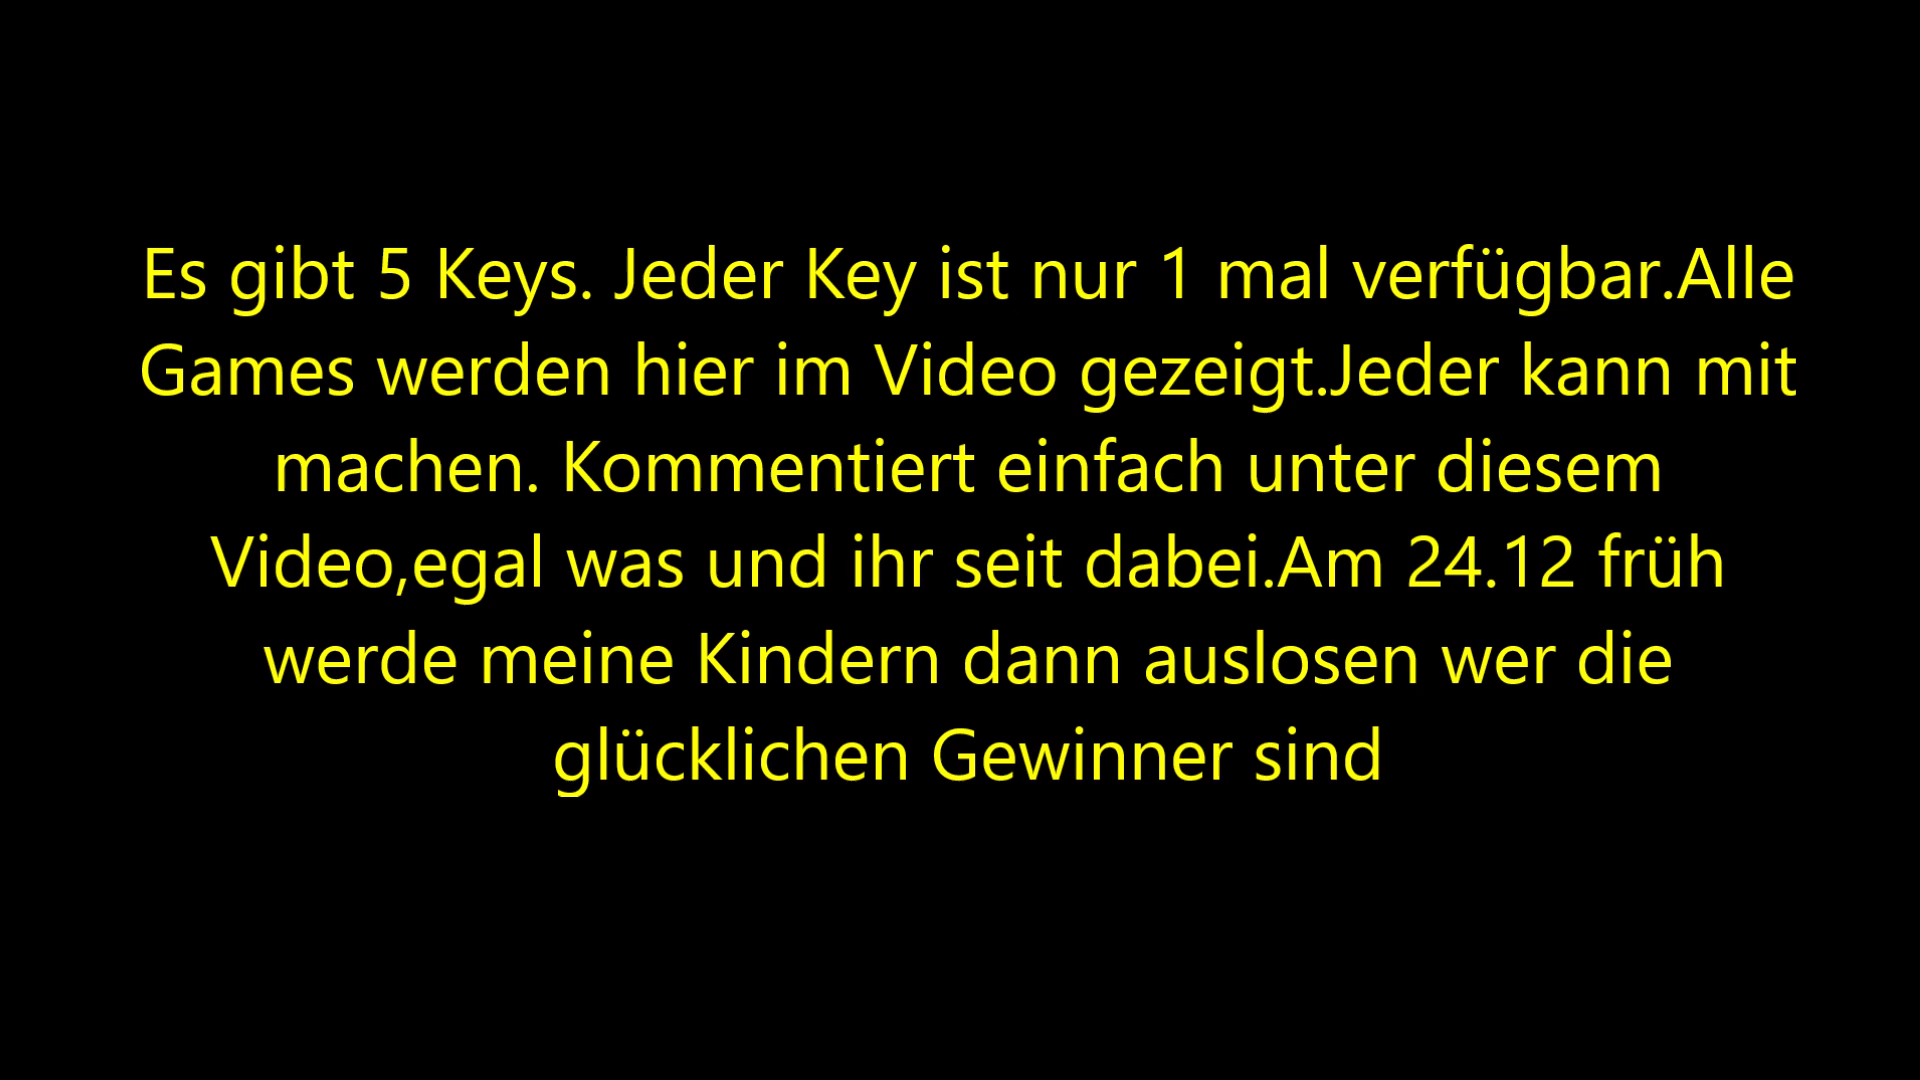 Es gibt 5 Keys. Jeder Key ist nur 1 mal verfügbar.Alle
Games werden hier im Video gezeigt.Jeder kann mit
machen. Kommentiert einfach unter diesem
Video,egal was und ihr seit dabei.Am 24.12 früh
werde meine Kindern dann auslosen wer die
glücklichen Gewinner sind